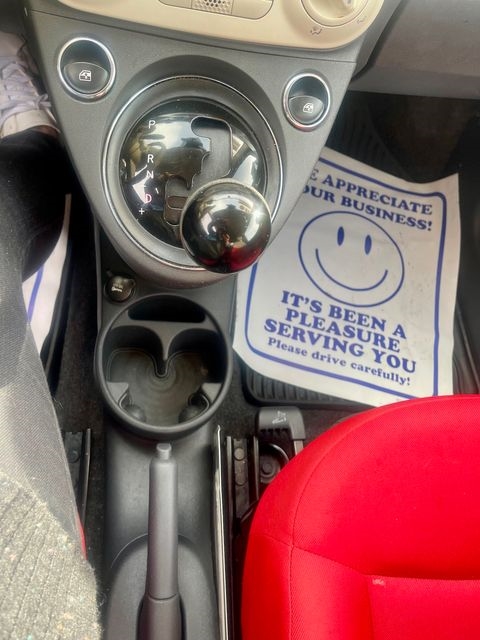 P
R
N
D
+
E APPRECIATE
OUR BUSINESS!
IT'S BEEN A
PLEASURE
SERVING YOU
Please drive carefully!